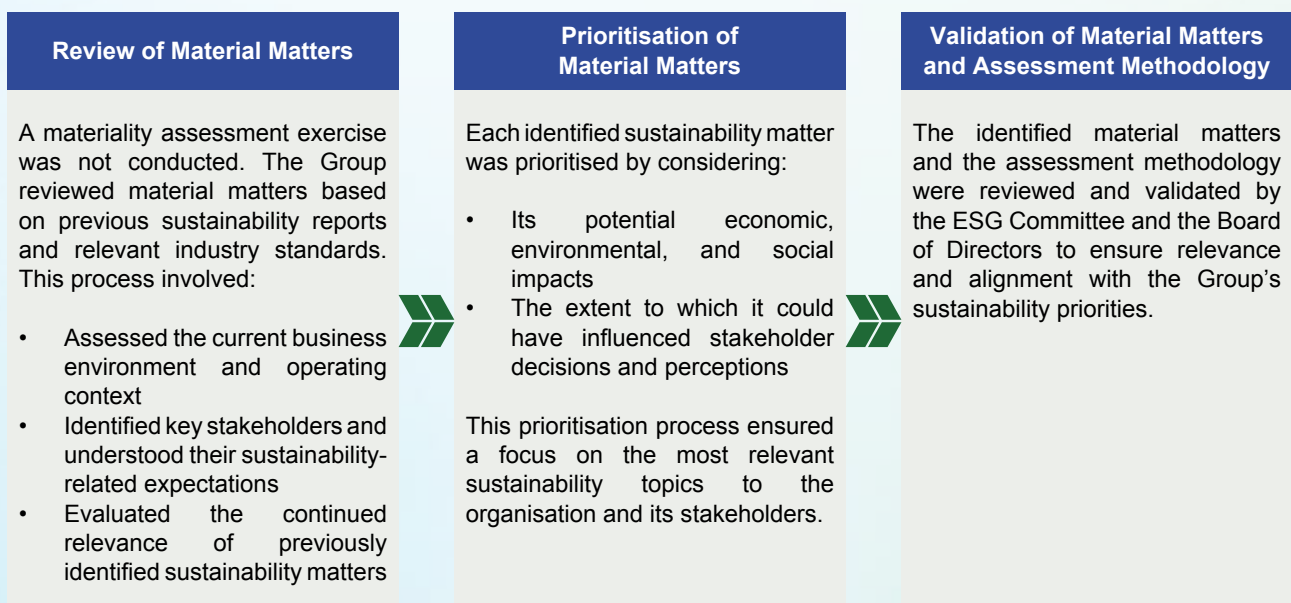 Review of Material Matters
A materiality assessment exercise
was not conducted. The Group
reviewed material matters based
on previous sustainability reports
and relevant industry standards.
This process involved:
• Assessed the current business
environment and operating
context
• Identified key stakeholders and
understood their sustainability-
related expectations
• Evaluated the continued
relevance of previously
identified sustainability matters
Prioritisation of
Material Matters
Each identified sustainability matter
was prioritised by considering:
• Its potential economic,
environmental, and social
impacts
• The extent to which it could
have influenced stakeholder
decisions and perceptions
This prioritisation process ensured
a focus on the most relevant
sustainability topics to the
organisation and its stakeholders.
Validation of Material Matters
and Assessment Methodology
The identified material matters
and the assessment methodology
were reviewed and validated by
the ESG Committee and the Board
of Directors to ensure relevance
and alignment with the Group's
sustainability priorities.